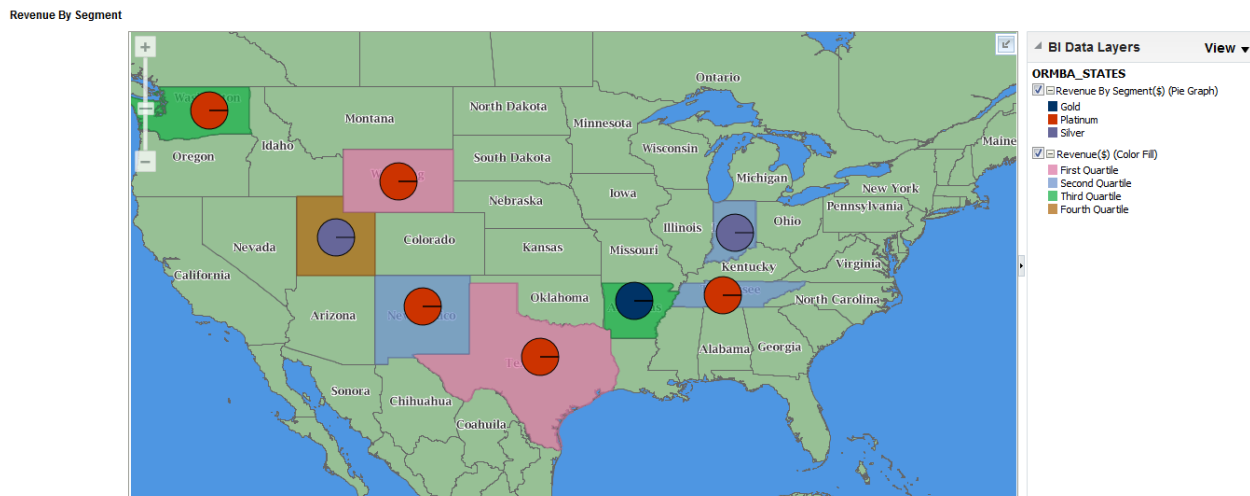 Revenue By Segment
BI Data Layers View
ORMBA_STATES
Revenue By Segment($) (Pie Graph)
Gold
Platinum
Silver
Revenue($) (Color Fill)
First Quartile
Second Quartile
Third Quartile
Fourth Quartile
Ontario
North Dakota
Montana
Minnesota
Maine
Idaho
Wisconsin
Oregon
South Dakota
Michigan
New York
Iowa
Nebraska
Pennsylvania
Ohio
Illinois
Colorado
Nevada
Kansas
Missouri
Virginia
Kentucky
California
Oklahoma
North Carolina
Arizona
Alabama
Georgia
Sonora
Chihuahua
Coahuila